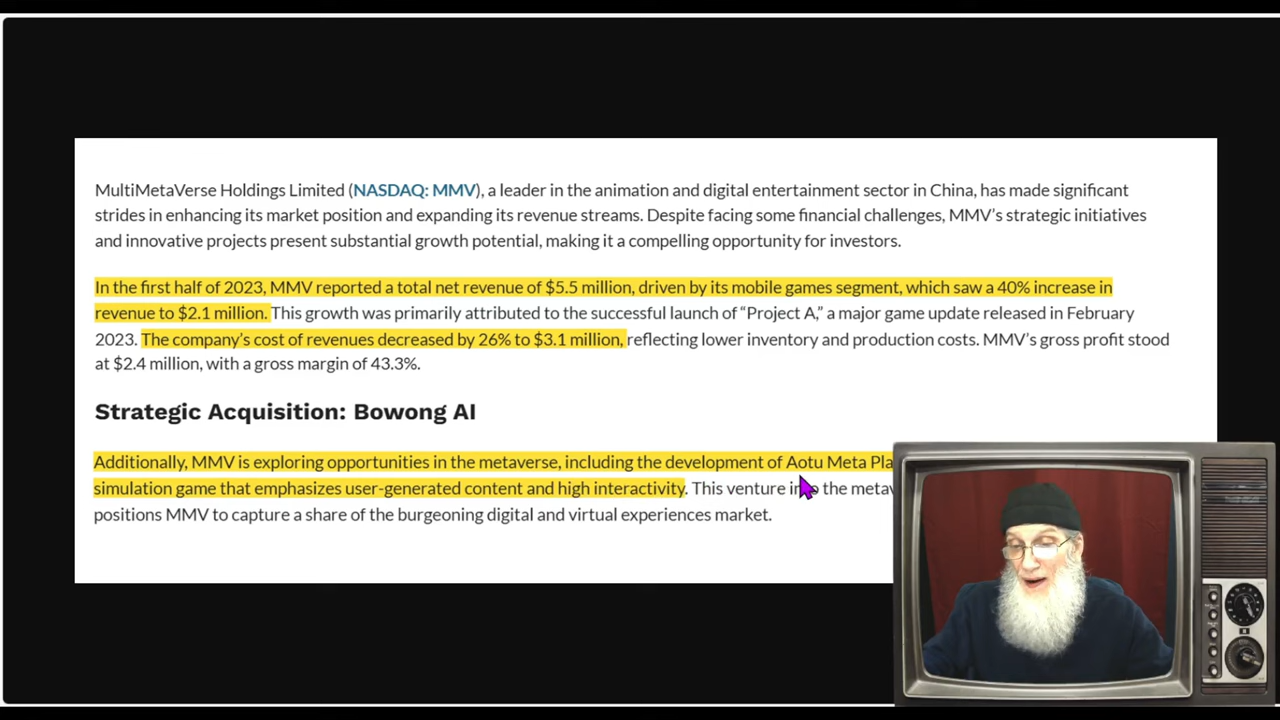 MultiMetaVerse Holdings Limited (NASDAQ: MMV), a leader in the animation and digital entertainment sector in China, has made significant
strides in enhancing its market position and expanding its revenue streams. Despite facing some financial challenges, MMV’s strategic initiatives
and innovative projects present substantial growth potential, making it a compelling opportunity for investors.
In the first half of 2023, MMV reported a total net revenue of $5.5 million, driven by its mobile games segment, which saw a 40% increase in
revenue to $2.1 million. This growth was primarily attributed to the successful launch of “Project A,” a major game update released in February
2023. The company’s cost of revenues decreased by 26% to $3.1 million, reflecting lower inventory and production costs. MMV’s gross profit stood
at $2.4 million, with a gross margin of 43.3%.
Strategic Acquisition: Bowong AI
Additionally, MMV is exploring opportunities in the metaverse, including the development of Aotu Meta
simulation game that emphasizes user-generated content and high interactivity. This venture into the
positions MMV to capture a share of the burgeoning digital and virtual experiences market.